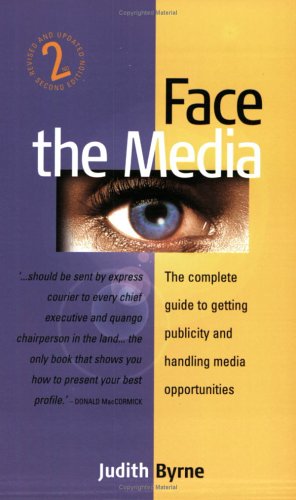 REVISED AND UPDATED
2ND
SECOND EDITION
Face
the Media
'...should be sent by express
courier to every chief
executive and quango
chairperson in the land... the
only book that shows you
how to present your best
profile.' – DONALD MACCORMICK
The complete
guide to getting
publicity and
handling media
opportunities
Judith Byrne